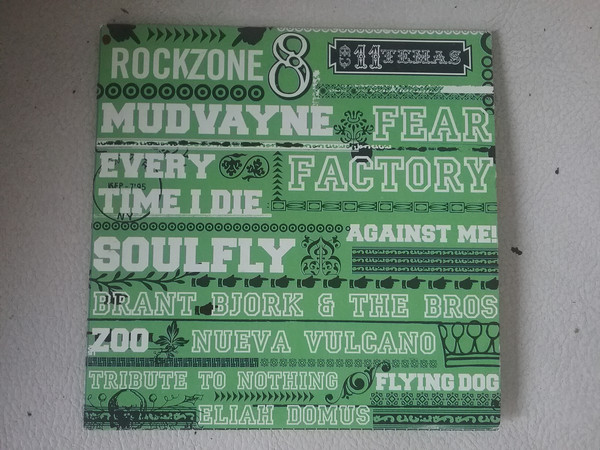 ROCKZONE 8 11 TEMAS
MUDVAYNE FEAR
EVERY FACTORY
TIME I DIE
NY
SOULFLY AGAINST ME!
BRANT BJORK & THE BROS
ZOO NUEVA VULCANO
TRIBUTE TO NOTHING FLYING DOG
ELIAH DOMUS